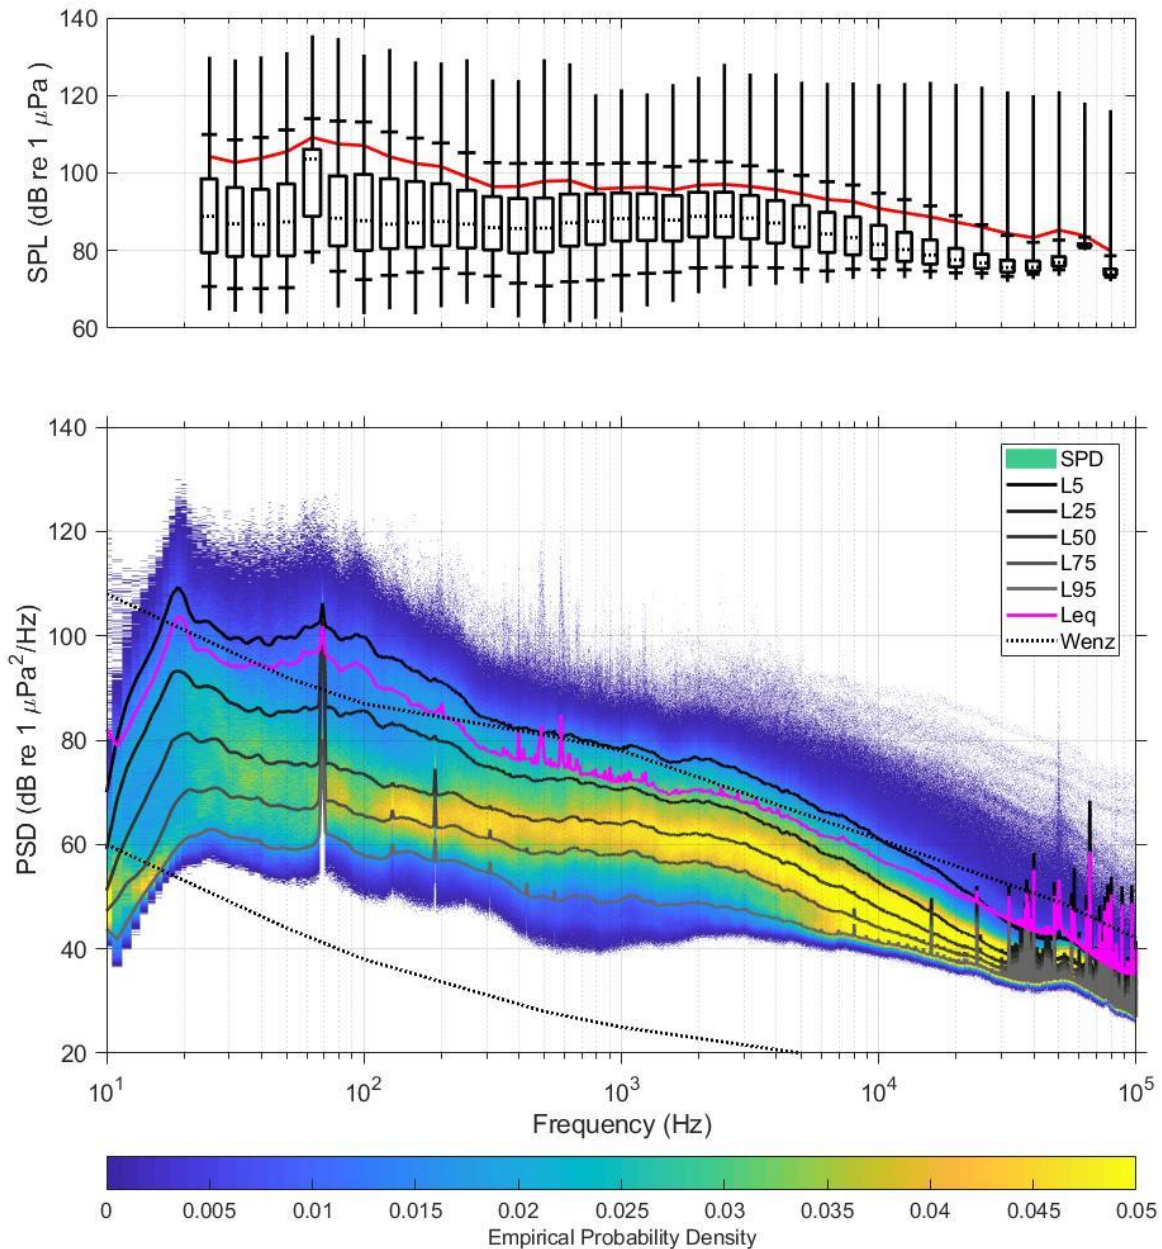 140
120
100
80
60
SPL (dB re 1 μPa )
140
120
100
80
60
40
20
PSD (dB re 1 μPa²/Hz)
SPD
L5
L25
L50
L75
L95
Leq
Wenz
10¹ 10² 10³ 10⁴ 10⁵
Frequency (Hz)
0 0.005 0.01 0.015 0.02 0.025 0.03 0.035 0.04 0.045 0.05
Empirical Probability Density